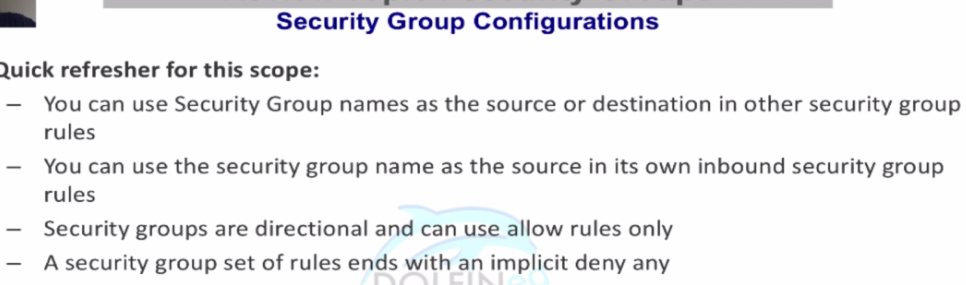 Security Group Configurations
Quick refresher for this scope:
– You can use Security Group names as the source or destination in other security group
rules
– You can use the security group name as the source in its own inbound security group
rules
– Security groups are directional and can use allow rules only
– A security group set of rules ends with an implicit deny any